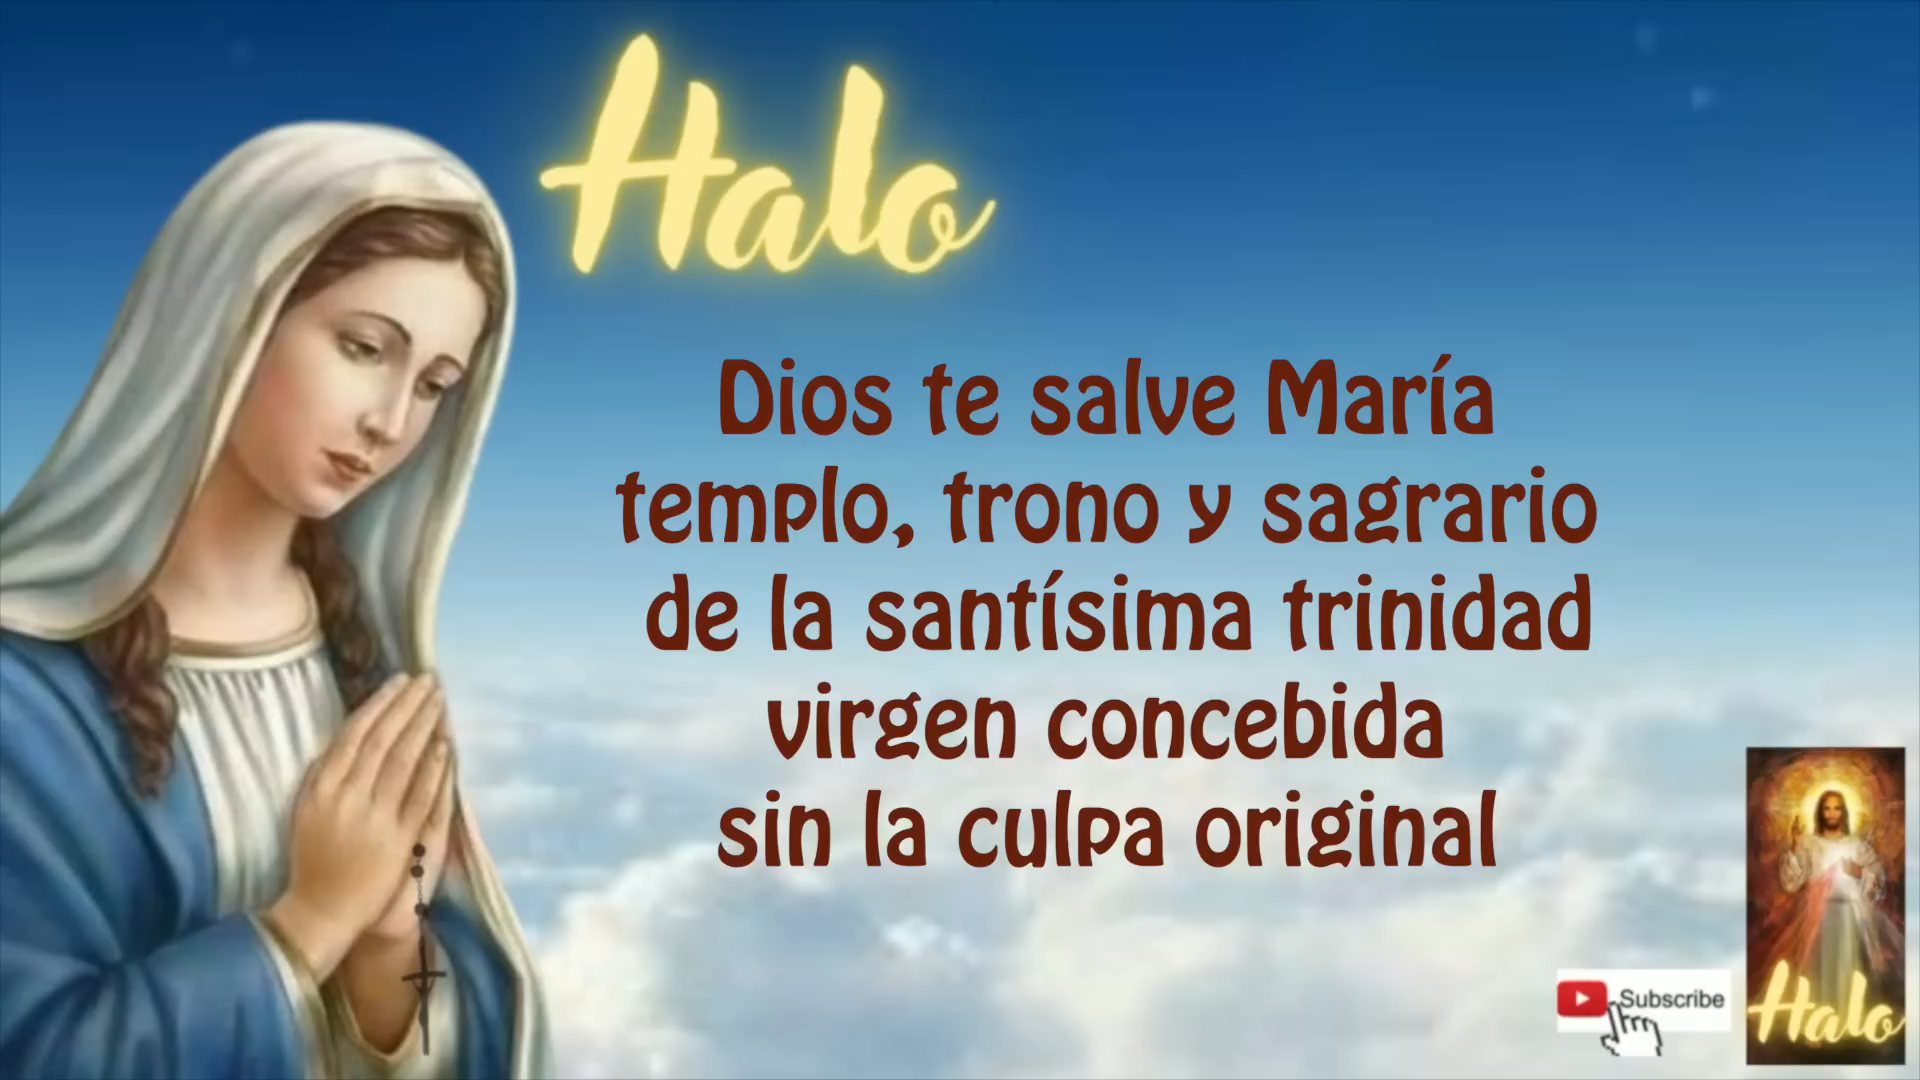 Halo
Dios te salve María
templo, trono y sagrario
de la santísima trinidad
virgen concebida
sin la culpa original
Subscribe
Halo